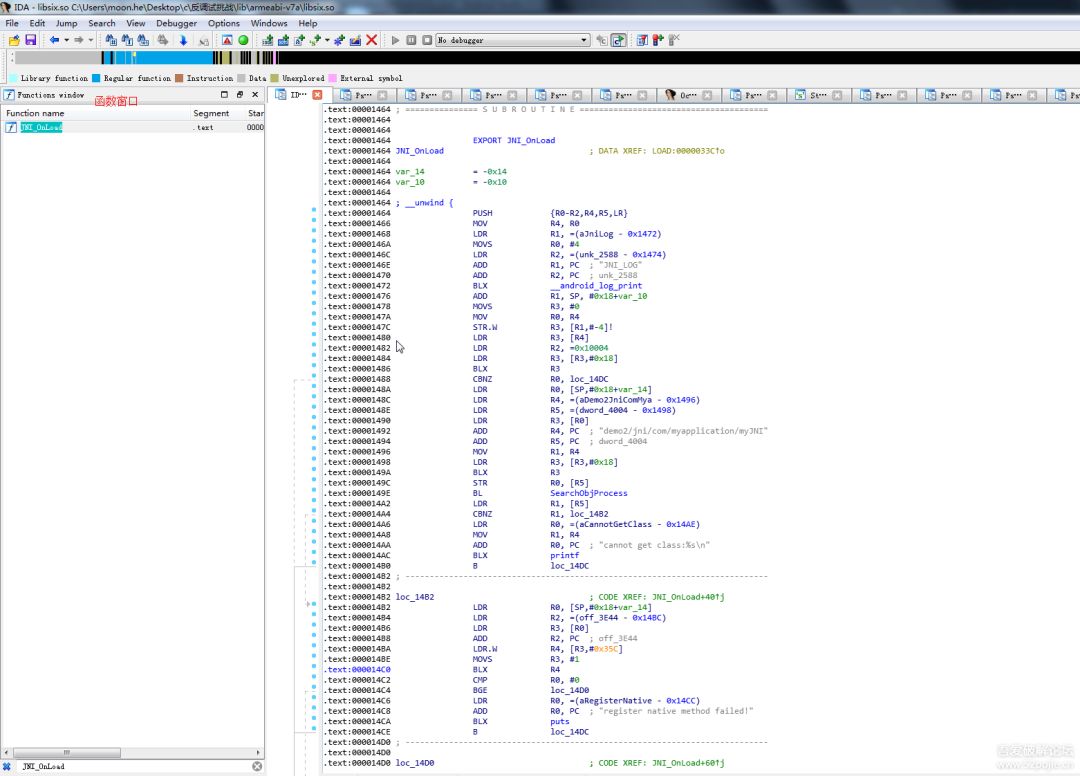 IDA - libsix.so C:\Users\moon.he\Desktop\c\反调试挑战\lib\armeabi-v7a\libsix.so
File Edit Jump Search View Debugger Options Windows Help
No debugger
Library function Regular function Instruction Data Unexplored External symbol
Functions window
函数窗口
Function name Segment Star
JNI_OnLoad .text 0000
.text:00001464 ; =============== S U B R O U T I N E =======================================
.text:00001464
.text:00001464
.text:00001464 EXPORT JNI_OnLoad
.text:00001464 JNI_OnLoad ; DATA XREF: LOAD:0000033C↑o
.text:00001464
.text:00001464 var_14 = -0x14
.text:00001464 var_10 = -0x10
.text:00001464
.text:00001464 ; __unwind {
.text:00001464 PUSH {R0-R2,R4,R5,LR}
.text:00001466 MOV R4, R0
.text:00001468 LDR R1, =(aJniLog - 0x1472)
.text:0000146A MOVS R0, #4
.text:0000146C LDR R2, =(unk_2588 - 0x1474)
.text:0000146E ADD R1, PC ; "JNI_LOG"
.text:00001470 ADD R2, PC ; unk_2588
.text:00001472 BLX __android_log_print
.text:00001476 ADD R1, SP, #0x18+var_10
.text:00001478 MOVS R3, #0
.text:0000147A MOV R0, R4
.text:0000147C STR.W R3, [R1,#-4]!
.text:00001480 LDR R3, [R4]
.text:00001482 LDR R2, =0x10004
.text:00001484 LDR R3, [R3,#0x18]
.text:00001486 BLX R3
.text:00001488 CBNZ R0, loc_14DC
.text:0000148A LDR R0, [SP,#0x18+var_14]
.text:0000148C LDR R4, =(aDemo2JniComMya - 0x1496)
.text:0000148E LDR R5, =(dword_4004 - 0x1498)
.text:00001490 LDR R3, [R0]
.text:00001492 ADD R4, PC ; "demo2/jni/com/myapplication/myJNI"
.text:00001494 ADD R5, PC ; dword_4004
.text:00001496 MOV R1, R4
.text:00001498 LDR R3, [R3,#0x18]
.text:0000149A BLX R3
.text:0000149C STR R0, [R5]
.text:0000149E BL SearchObjProcess
.text:000014A2 LDR R1, [R5]
.text:000014A4 CBNZ R1, loc_14B2
.text:000014A6 LDR R0, =(aCannotGetClass - 0x14AE)
.text:000014A8 MOV R1, R4
.text:000014AA ADD R0, PC ; "cannot get class:%s\n"
.text:000014AC BLX printf
.text:000014B0 B loc_14DC
.text:000014B2 ; ---------------------------------------------------------------------------
.text:000014B2
.text:000014B2 loc_14B2 ; CODE XREF: JNI_OnLoad+40↑j
.text:000014B2 LDR R0, [SP,#0x18+var_14]
.text:000014B4 LDR R2, =(off_3E44 - 0x14BC)
.text:000014B6 LDR R3, [R0]
.text:000014B8 ADD R2, PC ; off_3E44
.text:000014BA LDR.W R4, [R3,#0x35C]
.text:000014BE MOVS R3, #1
.text:000014C0 BLX R4
.text:000014C2 CMP R0, #0
.text:000014C4 BGE loc_14D0
.text:000014C6 LDR R0, =(aRegisterNative - 0x14CC)
.text:000014C8 ADD R0, PC ; "register native method failed!"
.text:000014CA BLX puts
.text:000014CE B loc_14DC
.text:000014D0 ; ---------------------------------------------------------------------------
.text:000014D0
.text:000014D0 loc_14D0 ; CODE XREF: JNI_OnLoad+60↑j
JNI_OnLoad
吾爱破解论坛
www.52pojie.cn